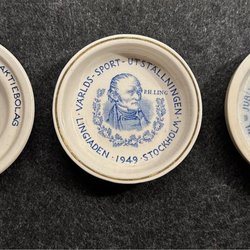 AKTIEBOLAG
VÄRLDS-SPORT-UTSTÄLLNINGEN
P.H. LING
LINGIADEN · 1949 · STOCKHOLM